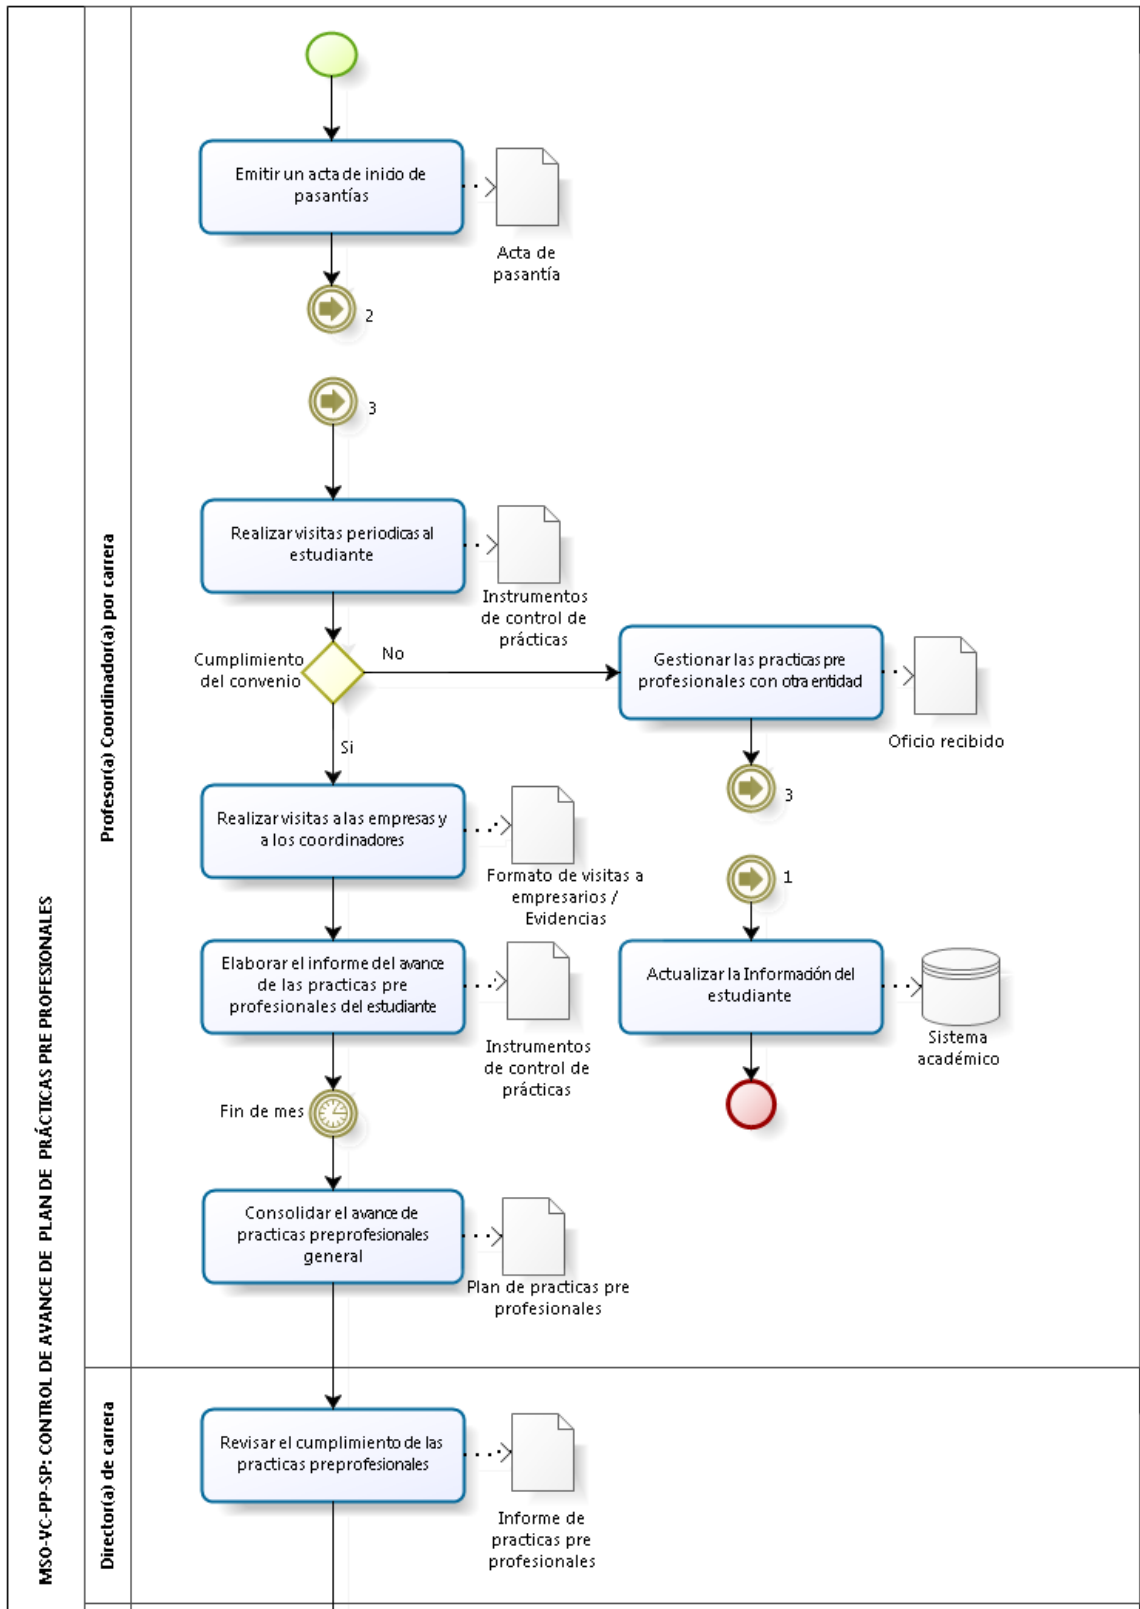 MSO-VC-PP-SP: CONTROL DE AVANCE DE PLAN DE PRÁCTICAS PRE PROFESIONALES
Profesor(a) Coordinador(a) por carrera
Emitir un acta de inicio de
pasantías
Acta de
pasantía
2
3
Realizar visitas periodicas al
estudiante
Instrumentos
de control de
prácticas
Cumplimiento
del convenio
No
Gestionar las practicas pre
profesionales con otra entidad
Oficio recibido
Si
3
Realizar visitas a las empresas y
a los coordinadores
Formato de visitas a
empresarios /
Evidencias
1
Elaborar el informe del avance
de las practicas pre
profesionales del estudiante
Instrumentos
de control de
prácticas
Actualizar la Información del
estudiante
Sistema
académico
Fin de mes
Consolidar el avance de
practicas preprofesionales
general
Plan de practicas pre
profesionales
Director(a) de carrera
Revisar el cumplimiento de las
practicas preprofesionales
Informe de
practicas pre
profesionales